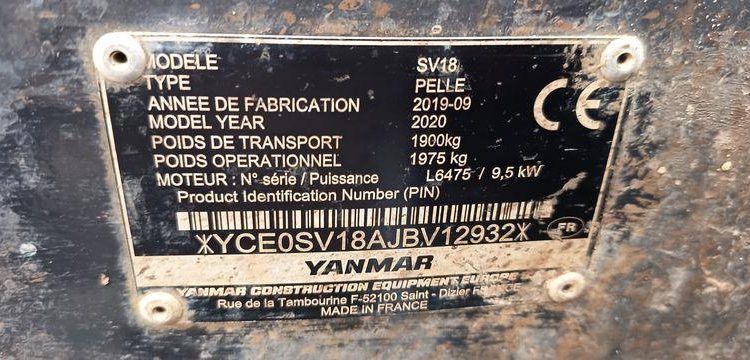 MODELE SV18
TYPE PELLE
ANNEE DE FABRICATION 2019-09
MODEL YEAR 2020
POIDS DE TRANSPORT 1900kg
POIDS OPERATIONNEL 1975 kg
MOTEUR : N° série / Puissance L6475 / 9,5 kW
Product Identification Number (PIN)
CE
YCE0SV18AJBV12932
FR
YANMAR
YANMAR CONSTRUCTION EQUIPMENT EUROPE
Rue de la Tambourine F-52100 Saint - Dizier
MADE IN FRANCE